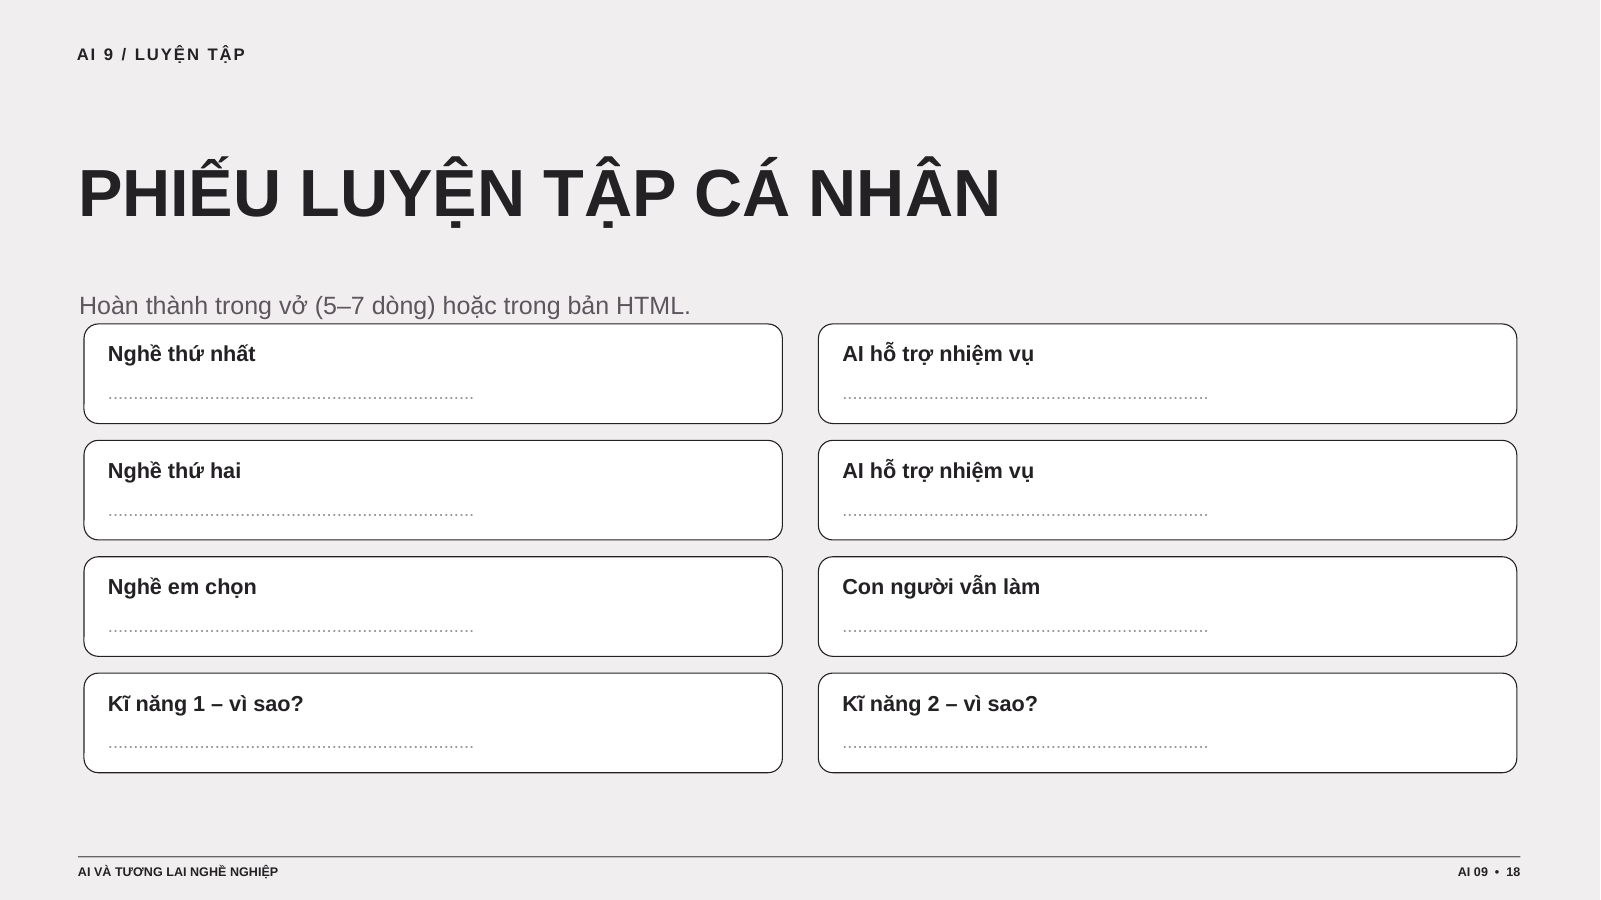 AI 9 / LUYỆN TẬP
PHIẾU LUYỆN TẬP CÁ NHÂN
Hoàn thành trong vở (5–7 dòng) hoặc trong bản HTML.
Nghề thứ nhất
........................................................................
AI hỗ trợ nhiệm vụ
........................................................................
Nghề thứ hai
........................................................................
AI hỗ trợ nhiệm vụ
........................................................................
Nghề em chọn
........................................................................
Con người vẫn làm
........................................................................
Kĩ năng 1 – vì sao?
........................................................................
Kĩ năng 2 – vì sao?
........................................................................
AI VÀ TƯƠNG LAI NGHỀ NGHIỆP
AI 09 • 18